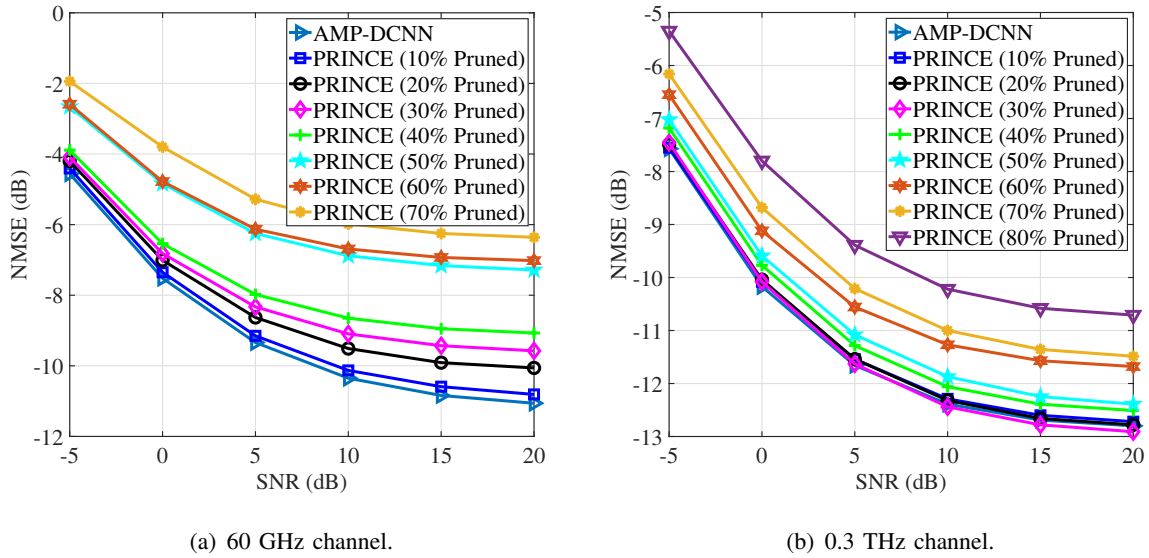 0
-2
-4
-6
-8
-10
-12
NMSE (dB)
-5 0 5 10 15 20
SNR (dB)
AMP-DCNN
PRINCE (10% Pruned)
PRINCE (20% Pruned)
PRINCE (30% Pruned)
PRINCE (40% Pruned)
PRINCE (50% Pruned)
PRINCE (60% Pruned)
PRINCE (70% Pruned)
(a) 60 GHz channel.
-5
-6
-7
-8
-9
-10
-11
-12
-13
NMSE (dB)
-5 0 5 10 15 20
SNR (dB)
AMP-DCNN
PRINCE (10% Pruned)
PRINCE (20% Pruned)
PRINCE (30% Pruned)
PRINCE (40% Pruned)
PRINCE (50% Pruned)
PRINCE (60% Pruned)
PRINCE (70% Pruned)
PRINCE (80% Pruned)
(b) 0.3 THz channel.